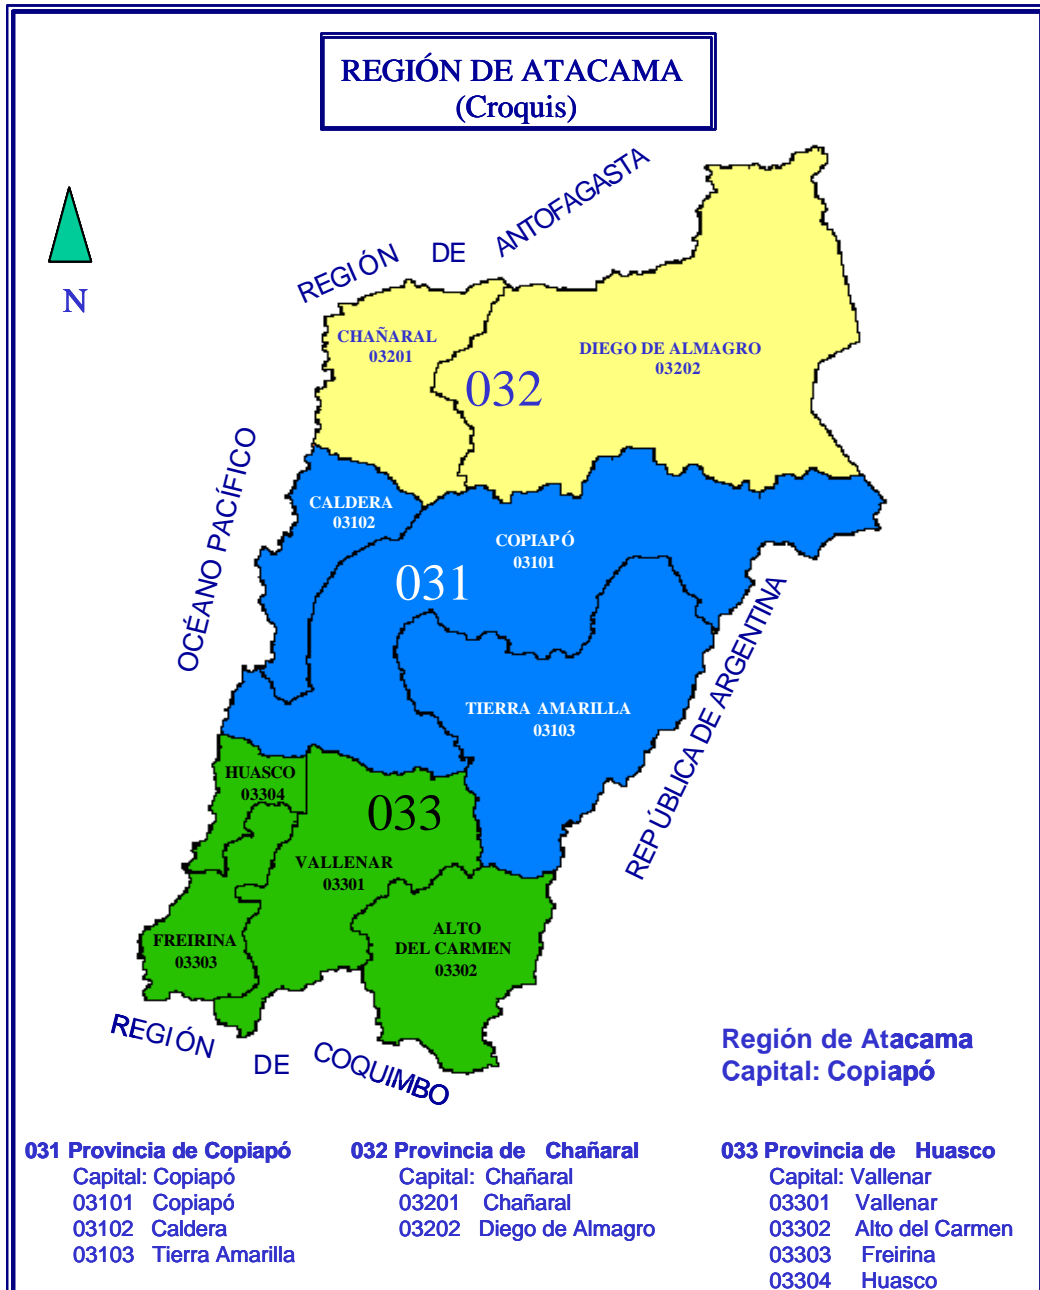 REGIÓN DE ATACAMA
(Croquis)
REGIÓN DE ANTOFAGASTA
N
CHAÑARAL
03201
DIEGO DE ALMAGRO
03202
032
OCÉANO PACÍFICO
CALDERA
03102
COPIAPÓ
03101
031
TIERRA AMARILLA
03103
REPÚBLICA DE ARGENTINA
HUASCO
03304
033
VALLENAR
03301
FREIRINA
03303
ALTO
DEL CARMEN
03302
REGIÓN DE COQUIMBO
Región de Atacama
Capital: Copiapó
031 Provincia de Copiapó
Capital: Copiapó
03101 Copiapó
03102 Caldera
03103 Tierra Amarilla
032 Provincia de Chañaral
Capital: Chañaral
03201 Chañaral
03202 Diego de Almagro
033 Provincia de Huasco
Capital: Vallenar
03301 Vallenar
03302 Alto del Carmen
03303 Freirina
03304 Huasco